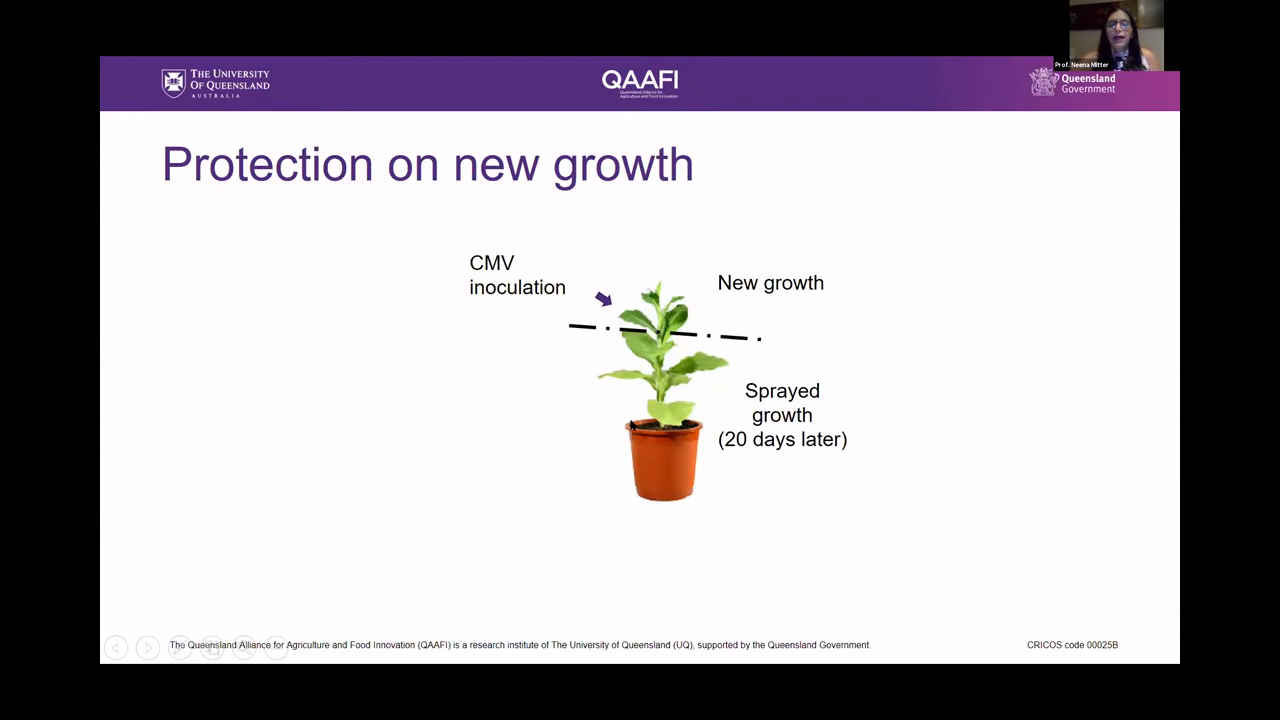 Prof. Neena Mitter
THE UNIVERSITY
OF QUEENSLAND
AUSTRALIA
QAAFI
Queensland Alliance for
Agriculture and Food Innovation
Queensland
Government
Protection on new growth
CMV
inoculation
New growth
Sprayed
growth
(20 days later)
The Queensland Alliance for Agriculture and Food Innovation (QAAFI) is a research institute of The University of Queensland (UQ), supported by the Queensland Government.
CRICOS code 00025B